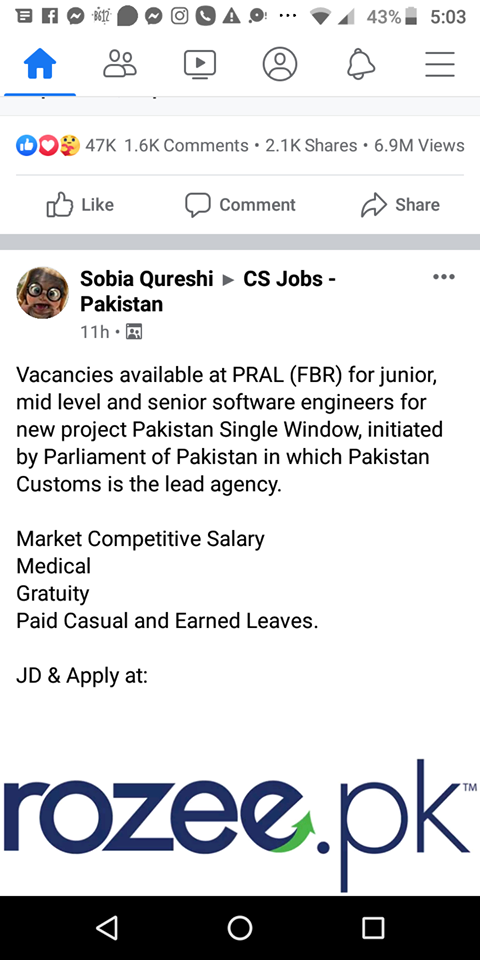 43% 5:03
47K 1.6K Comments • 2.1K Shares • 6.9M Views
Like Comment Share
Sobia Qureshi ▸ CS Jobs -
Pakistan
11h •
Vacancies available at PRAL (FBR) for junior,
mid level and senior software engineers for
new project Pakistan Single Window, initiated
by Parliament of Pakistan in which Pakistan
Customs is the lead agency.
Market Competitive Salary
Medical
Gratuity
Paid Casual and Earned Leaves.
JD & Apply at:
rozee.pk™